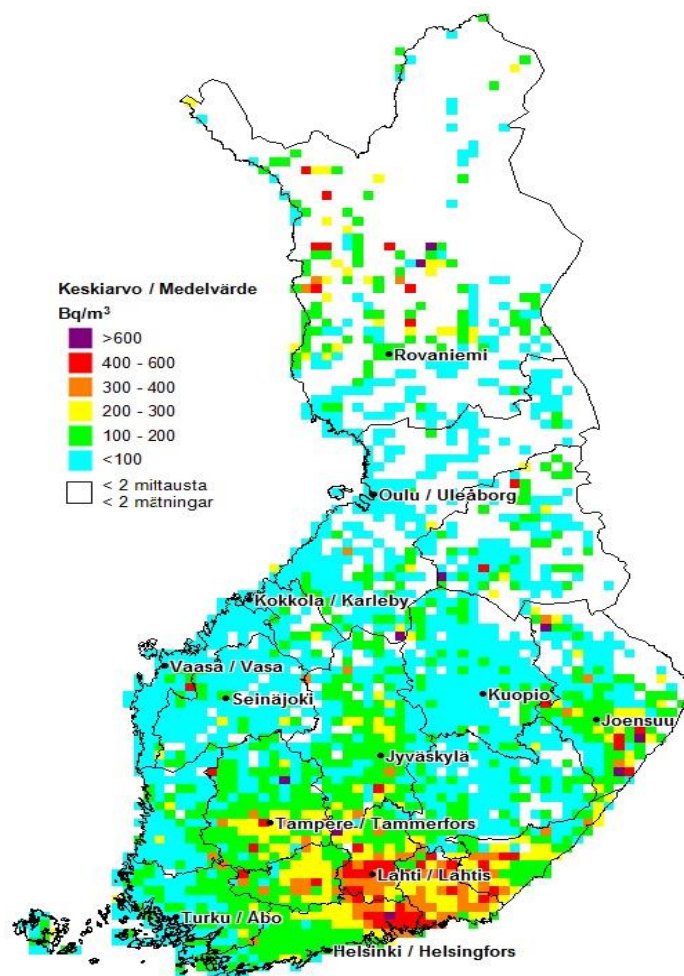 Keskiarvo / Medelvärde
Bq/m³
>600
400 - 600
300 - 400
200 - 300
100 - 200
<100
< 2 mittausta
< 2 mätningar
Rovaniemi
Oulu / Uleåborg
Kokkola / Karleby
Vaasa / Vasa
Seinäjoki
Kuopio
Joensuu
Jyväskylä
Tampere / Tammerfors
Lahti / Lahtis
Turku / Åbo
Helsinki / Helsingfors